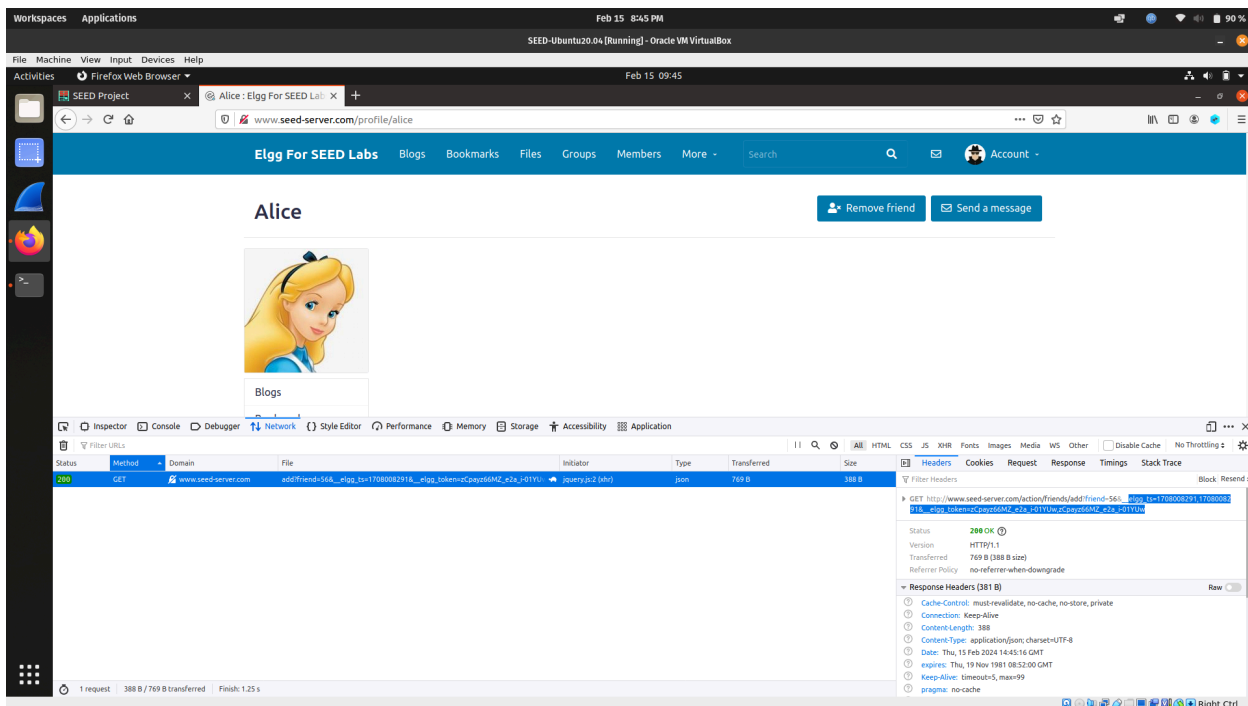 Workspaces Applications Feb 15 8:45 PM 90 %
SEED-Ubuntu20.04 [Running] - Oracle VM VirtualBox
File Machine View Input Devices Help
Activities Firefox Web Browser Feb 15 09:45
SEED Project × Alice : Elgg For SEED Lab × +
www.seed-server.com/profile/alice
Elgg For SEED Labs Blogs Bookmarks Files Groups Members More Search Account
Alice Remove friend Send a message
Blogs
Inspector Console Debugger Network {} Style Editor Performance Memory Storage Accessibility Application
Filter URLs All HTML CSS JS XHR Fonts Images Media WS Other Disable Cache No Throttling
Status Method Domain File Initiator Type Transferred Size Headers Cookies Request Response Timings Stack Trace
200 GET www.seed-server.com add?friend=56&__elgg_ts=1708008291&__elgg_token=zCpayz66MZ_e2a_i-01YU jquery.js:2 (xhr) json 769 B 388 B
Filter Headers Block Resend
GET http://www.seed-server.com/action/friends/add?friend=56&__elgg_ts=1708008291,17080082
91&__elgg_token=zCpayz66MZ_e2a_i-01YUw,zCpayz66MZ_e2a_i-01YUw
Status 200 OK
Version HTTP/1.1
Transferred 769 B (388 B size)
Referrer Policy no-referrer-when-downgrade
Response Headers (381 B) Raw
Cache-Control: must-revalidate, no-cache, no-store, private
Connection: Keep-Alive
Content-Length: 388
Content-Type: application/json; charset=UTF-8
Date: Thu, 15 Feb 2024 14:45:16 GMT
expires: Thu, 19 Nov 1981 08:52:00 GMT
Keep-Alive: timeout=5, max=99
pragma: no-cache
1 request 388 B / 769 B transferred Finish: 1.25 s
Right Ctrl